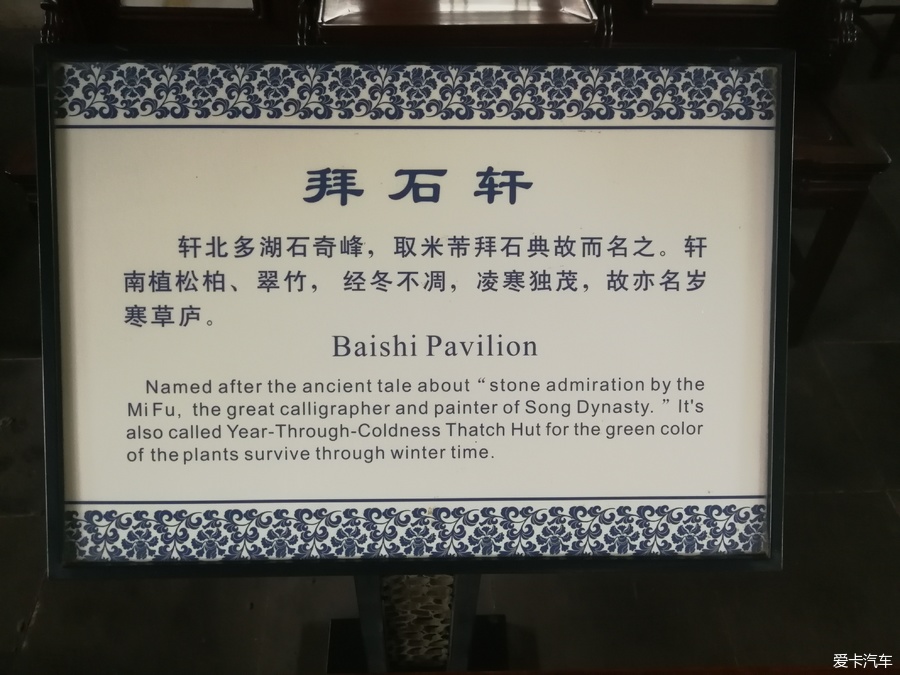 拜石轩
轩北多湖石奇峰，取米芾拜石典故而名之。轩
南植松柏、翠竹， 经冬不凋，凌寒独茂，故亦名岁
寒草庐。
Baishi Pavilion
Named after the ancient tale about “stone admiration by the
Mi Fu, the great calligrapher and painter of Song Dynasty. ” It's
also called Year-Through-Coldness Thatch Hut for the green color
of the plants survive through winter time.
爱卡汽车